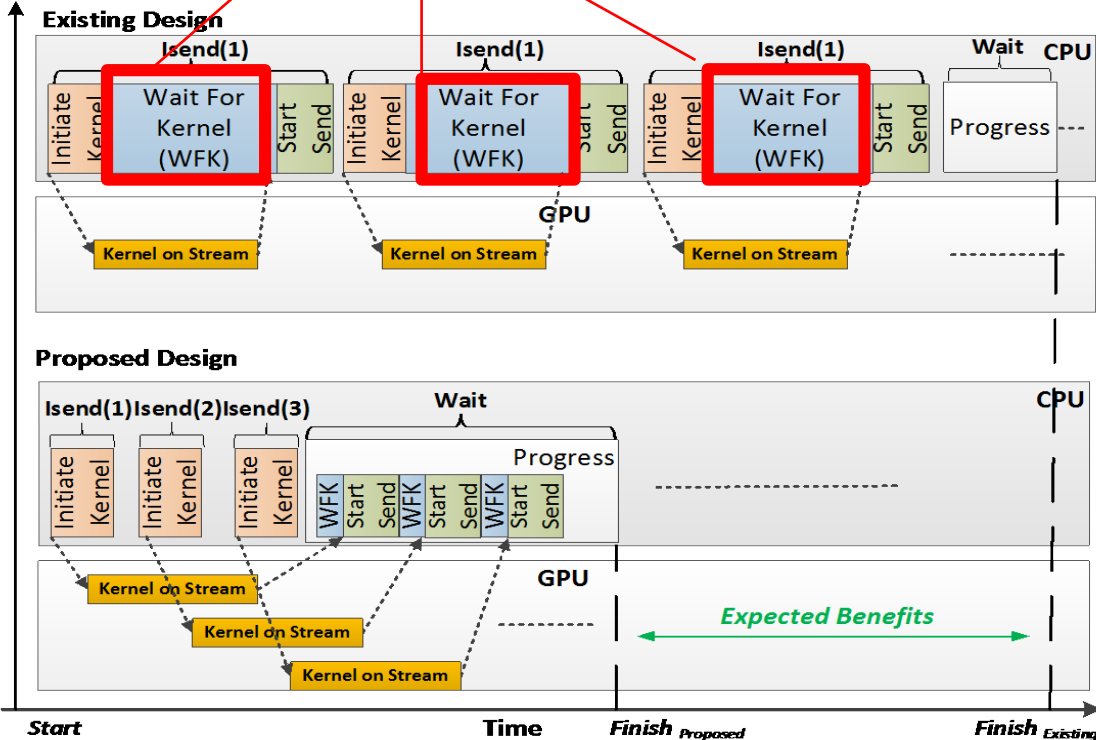 Existing Design
Isend(1)
Isend(1)
Isend(1)
Wait
CPU
Initiate
Kernel
Wait For
Kernel
(WFK)
Start
Send
Initiate
Kernel
Wait For
Kernel
(WFK)
Start
Send
Initiate
Kernel
Wait For
Kernel
(WFK)
Start
Send
Progress
GPU
Kernel on Stream
Kernel on Stream
Kernel on Stream
Proposed Design
Isend(1)
Isend(2)
Isend(3)
Wait
CPU
Initiate
Kernel
Initiate
Kernel
Initiate
Kernel
Progress
WFK
Start
Send
WFK
Start
Send
WFK
Start
Send
GPU
Kernel on Stream
Kernel on Stream
Kernel on Stream
Expected Benefits
Start
Time
Finish Proposed
Finish Existing